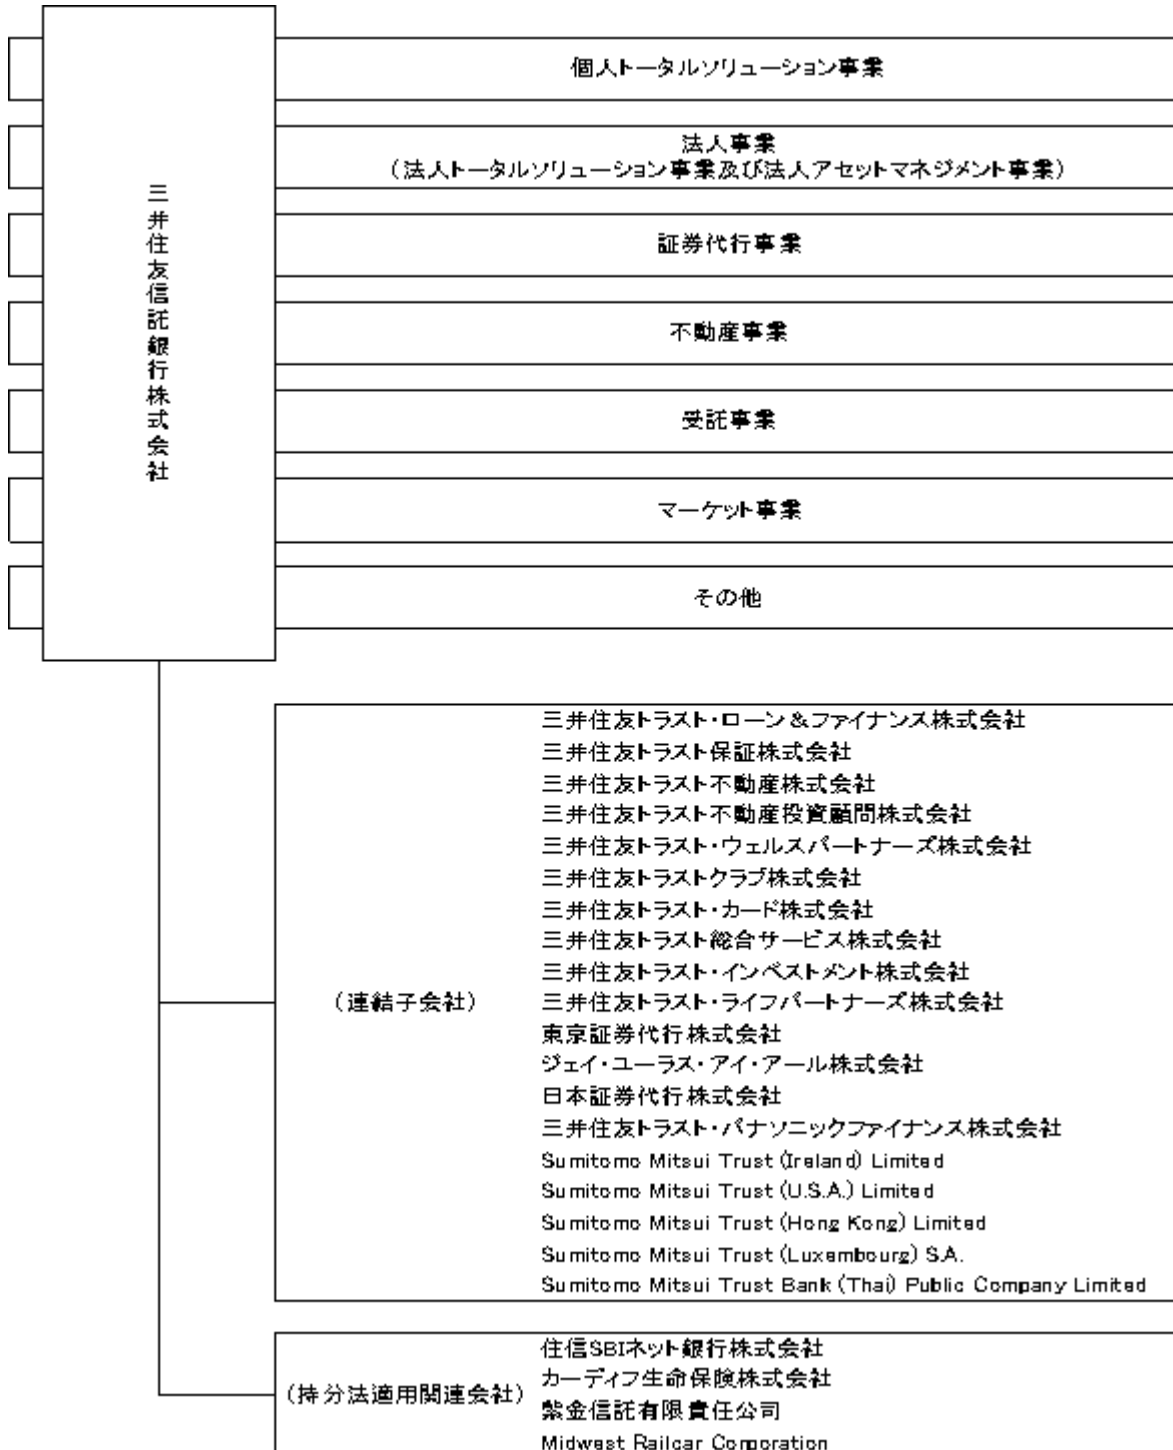 三井住友信託銀行株式会社
個人トータルソリューション事業
法人事業
（法人トータルソリューション事業及び法人アセットマネジメント事業）
証券代行事業
不動産事業
受託事業
マーケット事業
その他
（連結子会社）
三井住友トラスト・ローン&ファイナンス株式会社
三井住友トラスト保証株式会社
三井住友トラスト不動産株式会社
三井住友トラスト不動産投資顧問株式会社
三井住友トラスト・ウェルスパートナーズ株式会社
三井住友トラストクラブ株式会社
三井住友トラスト・カード株式会社
三井住友トラスト総合サービス株式会社
三井住友トラスト・インベストメント株式会社
三井住友トラスト・ライフパートナーズ株式会社
東京証券代行株式会社
ジェイ・ユーラス・アイ・アール株式会社
日本証券代行株式会社
三井住友トラスト・パナソニックファイナンス株式会社
Sumitomo Mitsui Trust (Ireland) Limited
Sumitomo Mitsui Trust (U.S.A.) Limited
Sumitomo Mitsui Trust (Hong Kong) Limited
Sumitomo Mitsui Trust (Luxembourg) S.A.
Sumitomo Mitsui Trust Bank (Thai) Public Company Limited
（持分法適用関連会社）
住信SBIネット銀行株式会社
カーディフ生命保険株式会社
紫金信託有限責任公司
Midwest Railcar Corporation